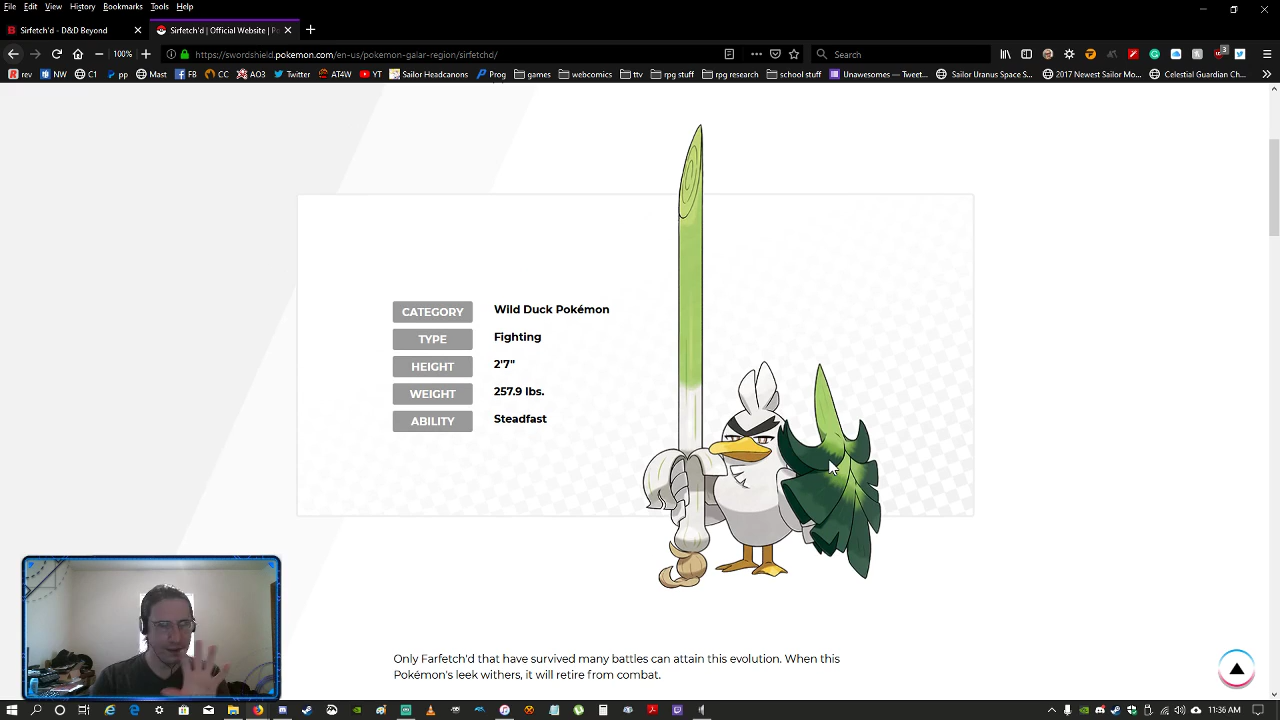 File Edit View History Bookmarks Tools Help
Sirfetch'd - D&D Beyond
Sirfetch'd | Official Website | Po
100%
https://swordshield.pokemon.com/en-us/pokemon-galar-region/sirfetchd/
Search
3
rev NW C1 pp Mast FB CC AO3 Twitter AT4W YT Sailor Headcanons Prog games webcomics ttv rpg stuff rpg research school stuff Unawesomes — Tweet... Sailor Uranus Space S... 2017 Newest Sailor Mo... Celestial Guardian Ch...
CATEGORY Wild Duck Pokémon
TYPE Fighting
HEIGHT 2'7"
WEIGHT 257.9 lbs.
ABILITY Steadfast
Only Farfetch'd that have survived many battles can attain this evolution. When this
Pokémon's leek withers, it will retire from combat.
11:36 AM